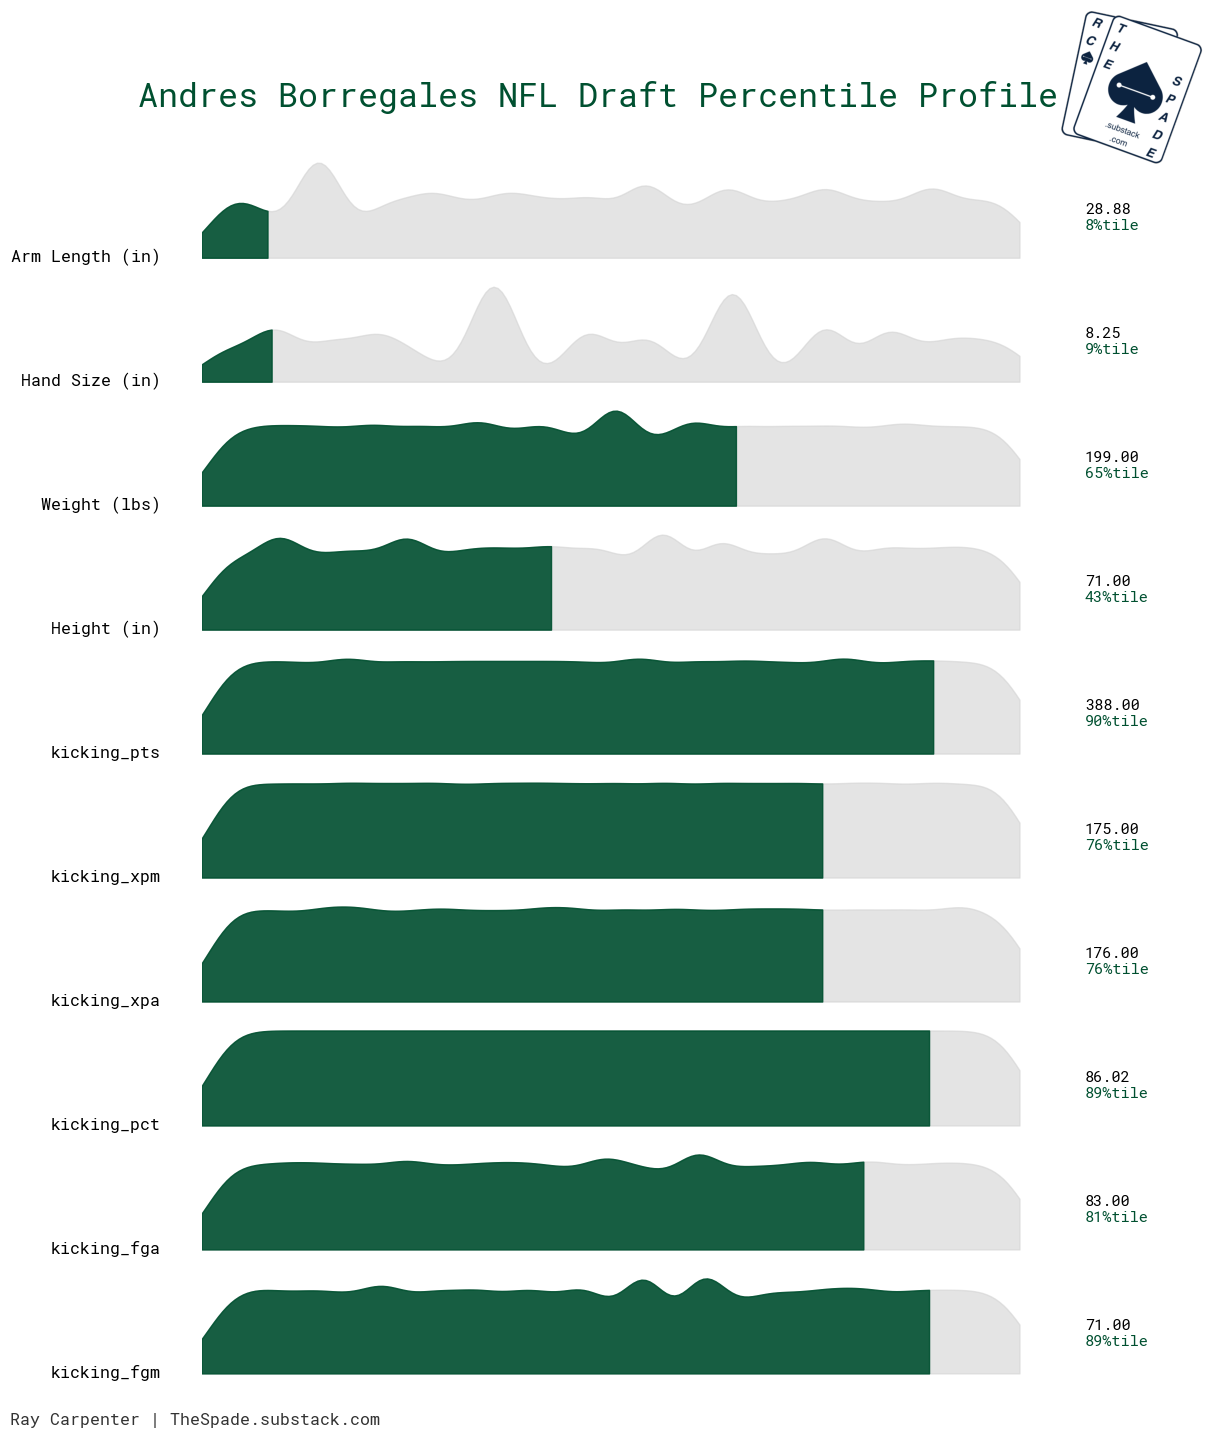 RC
THE
SPADE
.substack
.com
Andres Borregales NFL Draft Percentile Profile
Arm Length (in)
28.88
8%tile
Hand Size (in)
8.25
9%tile
Weight (lbs)
199.00
65%tile
Height (in)
71.00
43%tile
kicking_pts
388.00
90%tile
kicking_xpm
175.00
76%tile
kicking_xpa
176.00
76%tile
kicking_pct
86.02
89%tile
kicking_fga
83.00
81%tile
kicking_fgm
71.00
89%tile
Ray Carpenter | TheSpade.substack.com